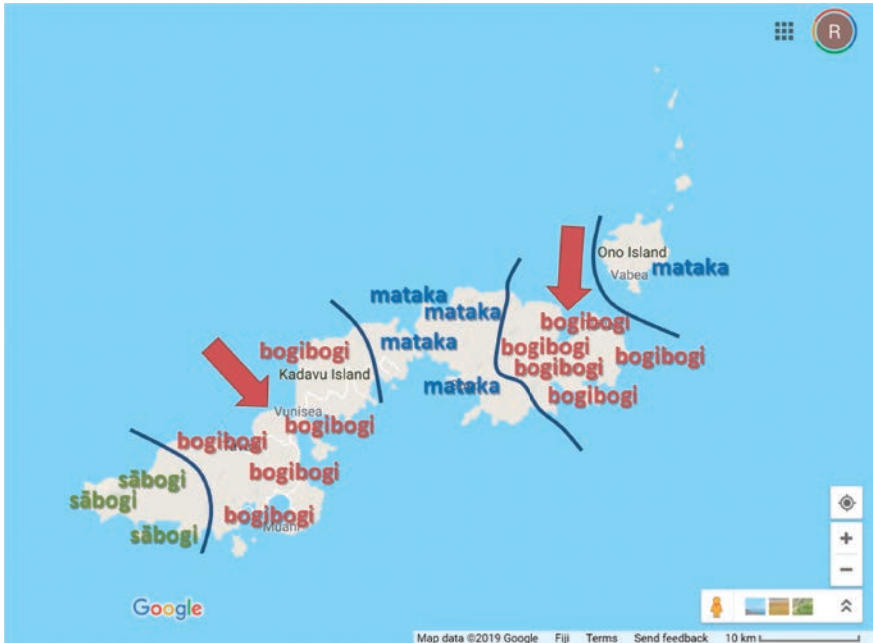 R
Ono Island
Vabea
mataka
mataka
mataka
bogibogi
mataka
bogibogi
bogibogi
bogibogi
bogibogi
Kadavu Island
mataka
bogibogi
Vunisea
bogibogi
bogibogi
bogibogi
sābogi
sābogi
bogibogi
Muani
sābogi
Google
Map data ©2019 Google Fiji Terms Send feedback 10 km